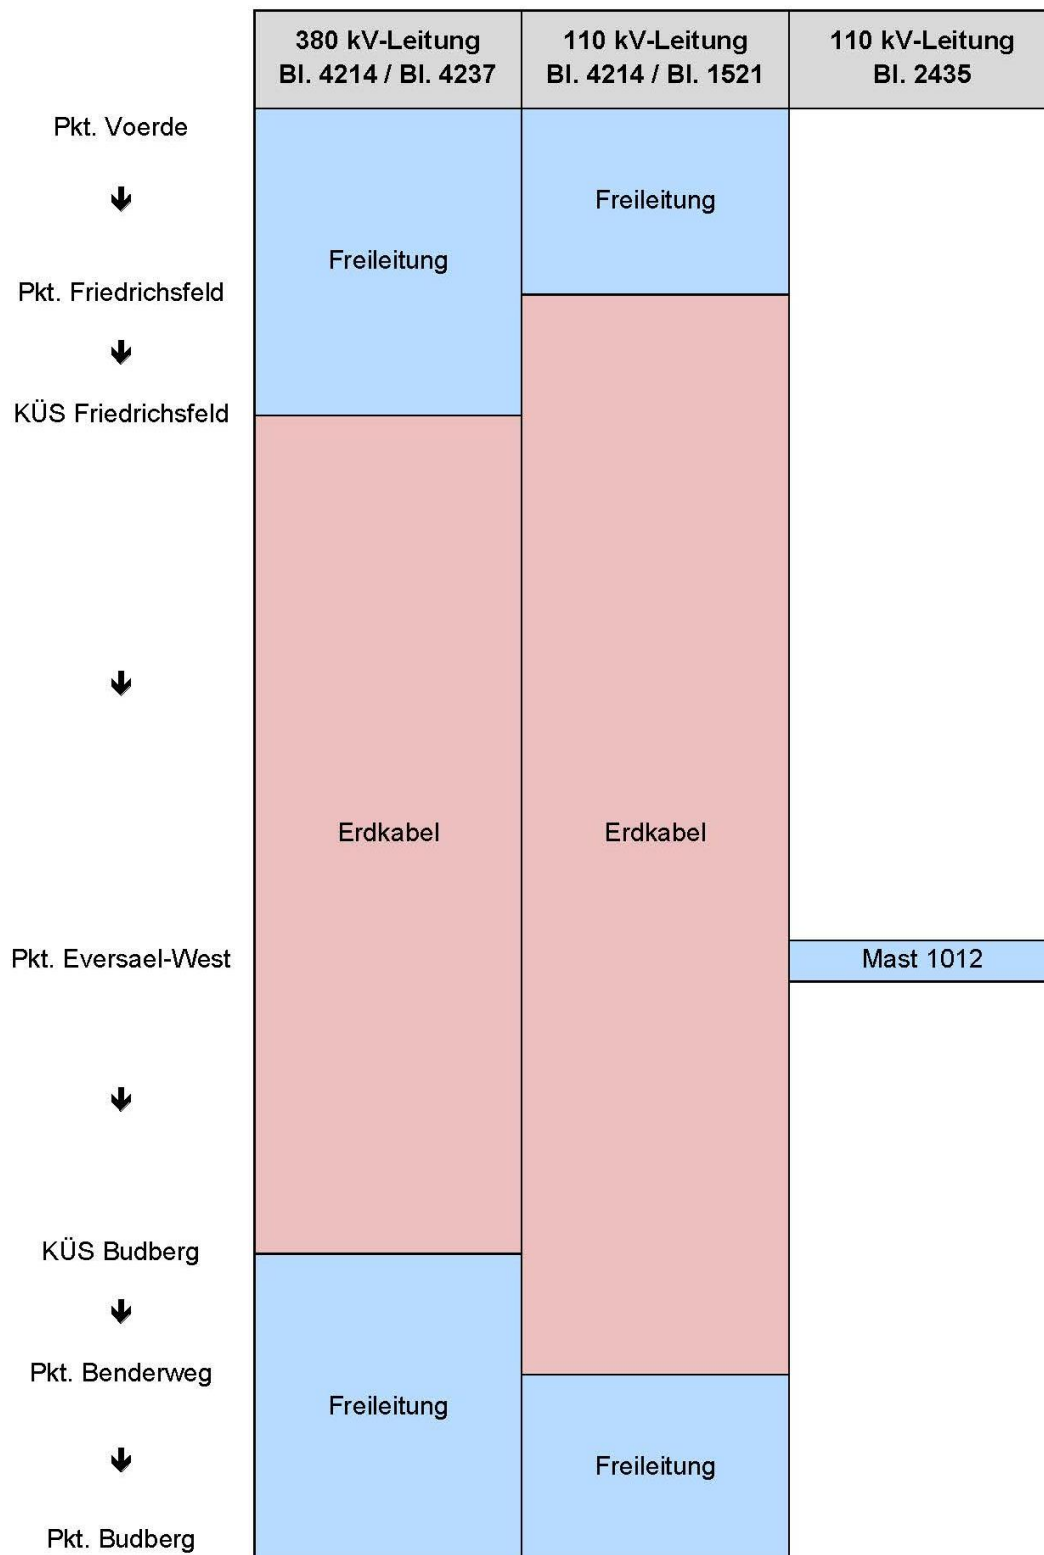 380 kV-Leitung
Bl. 4214 / Bl. 4237
110 kV-Leitung
Bl. 4214 / Bl. 1521
110 kV-Leitung
Bl. 2435
Pkt. Voerde
Freileitung
Freileitung
Pkt. Friedrichsfeld
KÜS Friedrichsfeld
Erdkabel
Erdkabel
Pkt. Eversael-West
Mast 1012
KÜS Budberg
Pkt. Benderweg
Freileitung
Freileitung
Pkt. Budberg